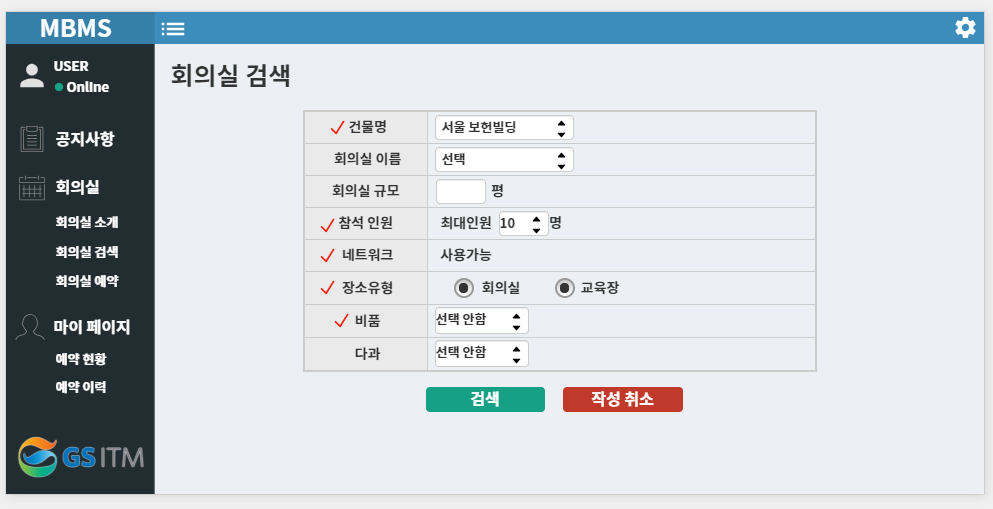 MBMS
USER
Online
공지사항
회의실
회의실 소개
회의실 검색
회의실 예약
마이 페이지
예약 현황
예약 이력
GS ITM
회의실 검색
건물명 서울 보헌빌딩
회의실 이름 선택
회의실 규모 평
참석 인원 최대인원 10 명
네트워크 사용가능
장소유형 회의실 교육장
비품 선택 안함
다과 선택 안함
검색 작성 취소